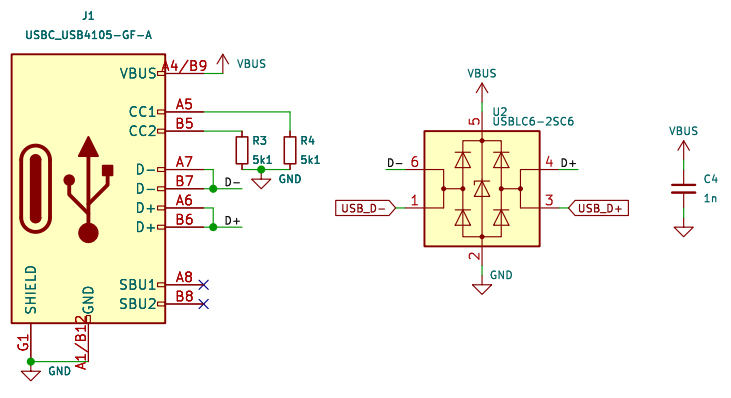 J1
USBC_USB4105-GF-A
VBUS A4/B9 VBUS
CC1 A5
CC2 B5
R3 5k1
R4 5k1
GND
D- A7
D- B7 D-
D+ A6
D+ B6 D+
SBU1 A8
SBU2 B8
SHIELD
GND
G1
A1/B12
GND
VBUS
U2
USBLC6-2SC6
5
D- 6
4 D+
USB_D- 1
3 USB_D+
2
GND
VBUS
C4
1n